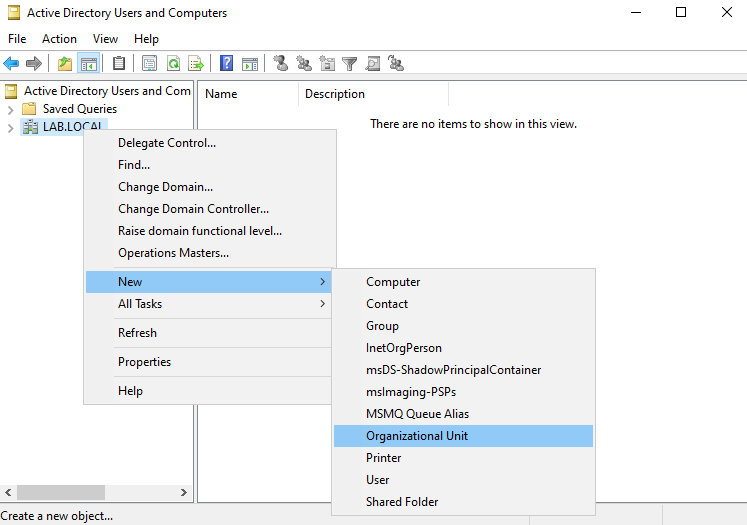 Active Directory Users and Computers
File Action View Help
Active Directory Users and Com
Name Description
Saved Queries
There are no items to show in this view.
LAB.LOCAL
Delegate Control...
Find...
Change Domain...
Change Domain Controller...
Raise domain functional level...
Operations Masters...
New
All Tasks
Refresh
Properties
Help
Computer
Contact
Group
InetOrgPerson
msDS-ShadowPrincipalContainer
msImaging-PSPs
MSMQ Queue Alias
Organizational Unit
Printer
User
Shared Folder
Create a new object...